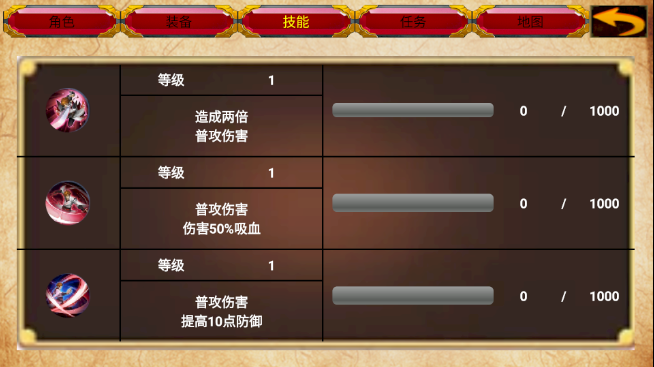 角色 装备 技能 任务 地图
等级 1
造成两倍
普攻伤害
0 / 1000
等级 1
普攻伤害
伤害50%吸血
0 / 1000
等级 1
普攻伤害
提高10点防御
0 / 1000